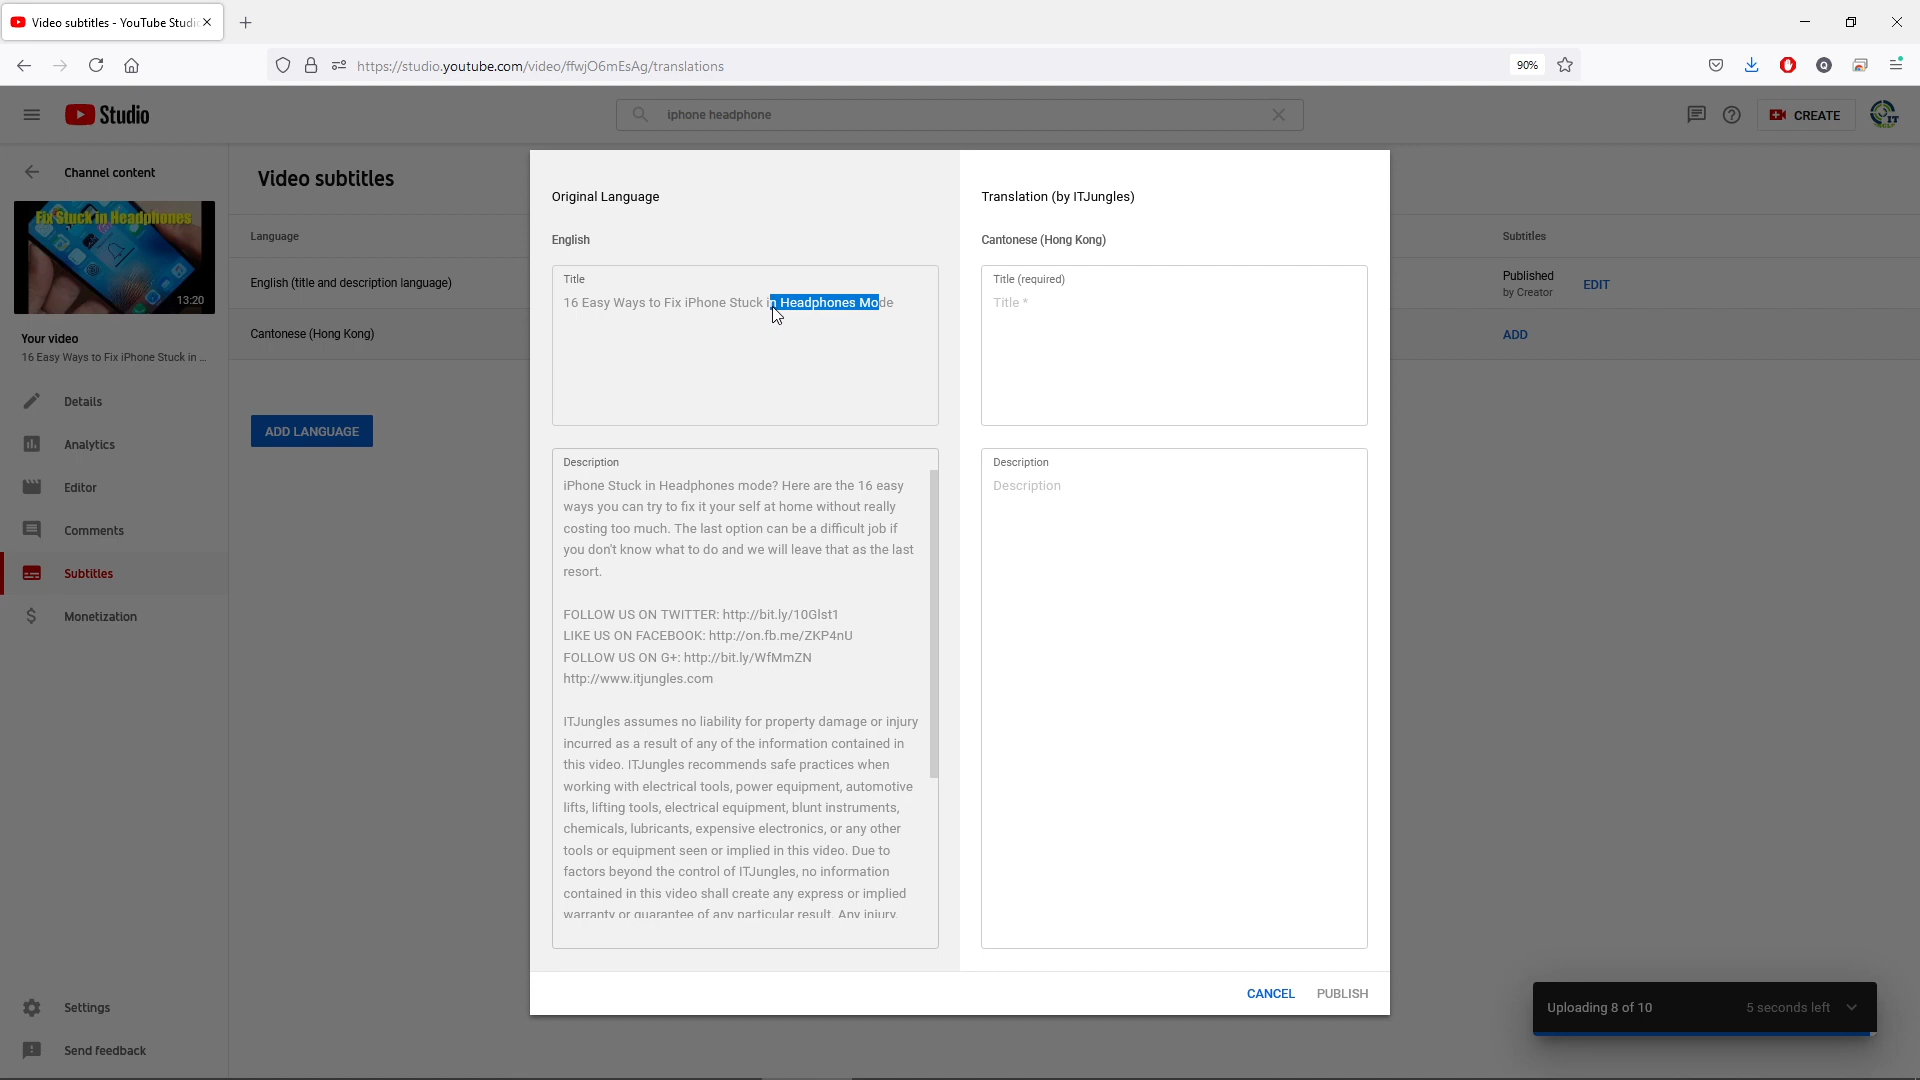 Video subtitles - YouTube Studi
https://studio.youtube.com/video/ffwjO6mEsAg/translations
90%
Studio
iphone headphone
CREATE
Channel content
Fix Stuck in Headphones
13:20
Your video
16 Easy Ways to Fix iPhone Stuck in ...
Details
Analytics
Editor
Comments
Subtitles
Monetization
Settings
Send feedback
Video subtitles
Language
English (title and description language)
Cantonese (Hong Kong)
ADD LANGUAGE
Original Language
English
Title
16 Easy Ways to Fix iPhone Stuck in Headphones Mode
Description
iPhone Stuck in Headphones mode? Here are the 16 easy
ways you can try to fix it your self at home without really
costing too much. The last option can be a difficult job if
you don't know what to do and we will leave that as the last
resort.
FOLLOW US ON TWITTER: http://bit.ly/10Glst1
LIKE US ON FACEBOOK: http://on.fb.me/ZKP4nU
FOLLOW US ON G+: http://bit.ly/WfMmZN
http://www.itjungles.com
ITJungles assumes no liability for property damage or injury
incurred as a result of any of the information contained in
this video. ITJungles recommends safe practices when
working with electrical tools, power equipment, automotive
lifts, lifting tools, electrical equipment, blunt instruments,
chemicals, lubricants, expensive electronics, or any other
tools or equipment seen or implied in this video. Due to
factors beyond the control of ITJungles, no information
contained in this video shall create any express or implied
warranty or guarantee of any particular result. Any injury,
Translation (by ITJungles)
Cantonese (Hong Kong)
Title (required)
Title *
Description
Description
CANCEL
PUBLISH
Subtitles
Published
by Creator
EDIT
ADD
Uploading 8 of 10
5 seconds left